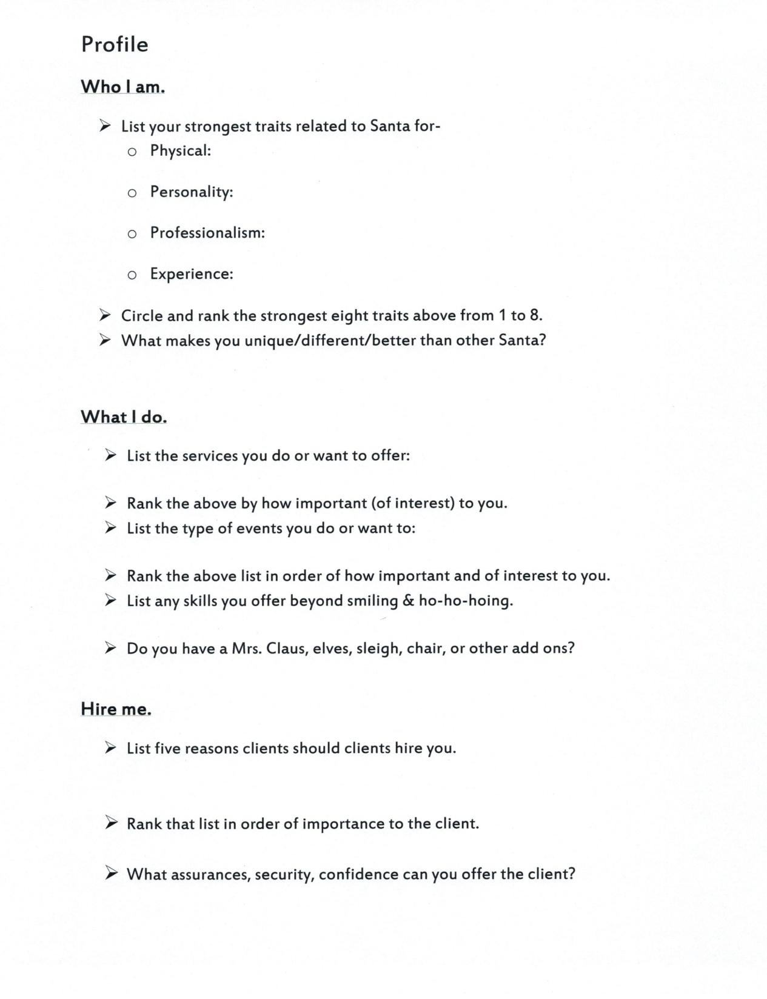 Profile
Who I am.
➢ List your strongest traits related to Santa for-
o Physical:
o Personality:
o Professionalism:
o Experience:
➢ Circle and rank the strongest eight traits above from 1 to 8.
➢ What makes you unique/different/better than other Santa?
What I do.
➢ List the services you do or want to offer:
➢ Rank the above by how important (of interest) to you.
➢ List the type of events you do or want to:
➢ Rank the above list in order of how important and of interest to you.
➢ List any skills you offer beyond smiling & ho-ho-hoing.
➢ Do you have a Mrs. Claus, elves, sleigh, chair, or other add ons?
Hire me.
➢ List five reasons clients should clients hire you.
➢ Rank that list in order of importance to the client.
➢ What assurances, security, confidence can you offer the client?